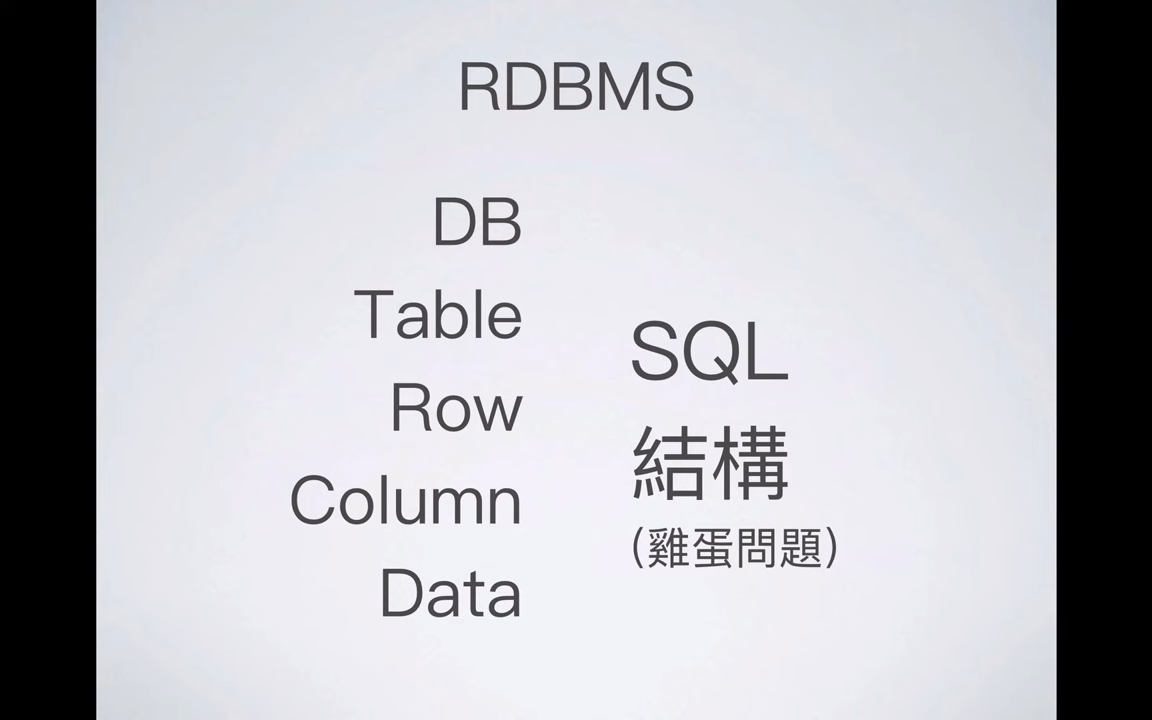 RDBMS
DB
Table
Row
Column
Data
SQL
結構
(雞蛋問題)